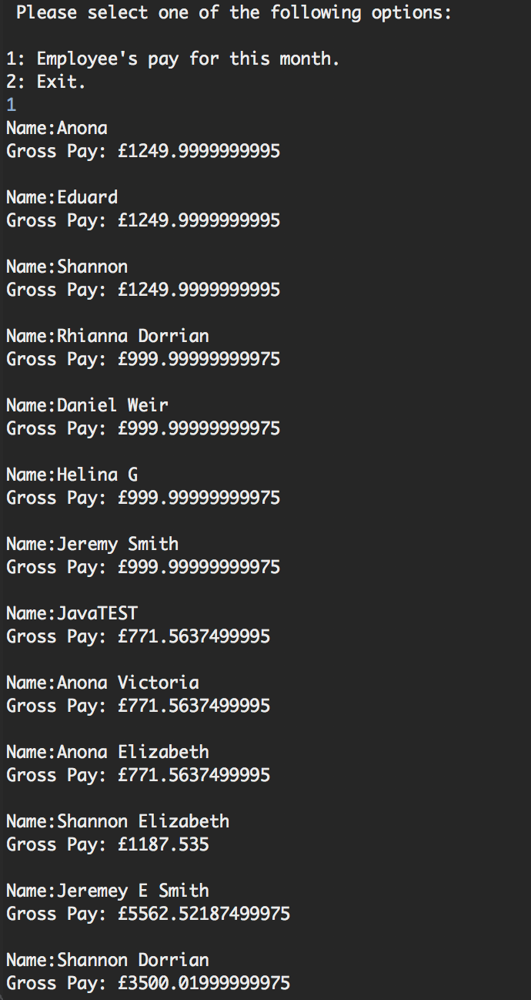 Please select one of the following options:
1: Employee's pay for this month.
2: Exit.
1
Name:Anona
Gross Pay: £1249.9999999995
Name:Eduard
Gross Pay: £1249.9999999995
Name:Shannon
Gross Pay: £1249.9999999995
Name:Rhianna Dorrian
Gross Pay: £999.99999999975
Name:Daniel Weir
Gross Pay: £999.99999999975
Name:Helina G
Gross Pay: £999.99999999975
Name:Jeremy Smith
Gross Pay: £999.99999999975
Name:JavaTEST
Gross Pay: £771.5637499995
Name:Anona Victoria
Gross Pay: £771.5637499995
Name:Anona Elizabeth
Gross Pay: £771.5637499995
Name:Shannon Elizabeth
Gross Pay: £1187.535
Name:Jeremey E Smith
Gross Pay: £5562.52187499975
Name:Shannon Dorrian
Gross Pay: £3500.01999999975